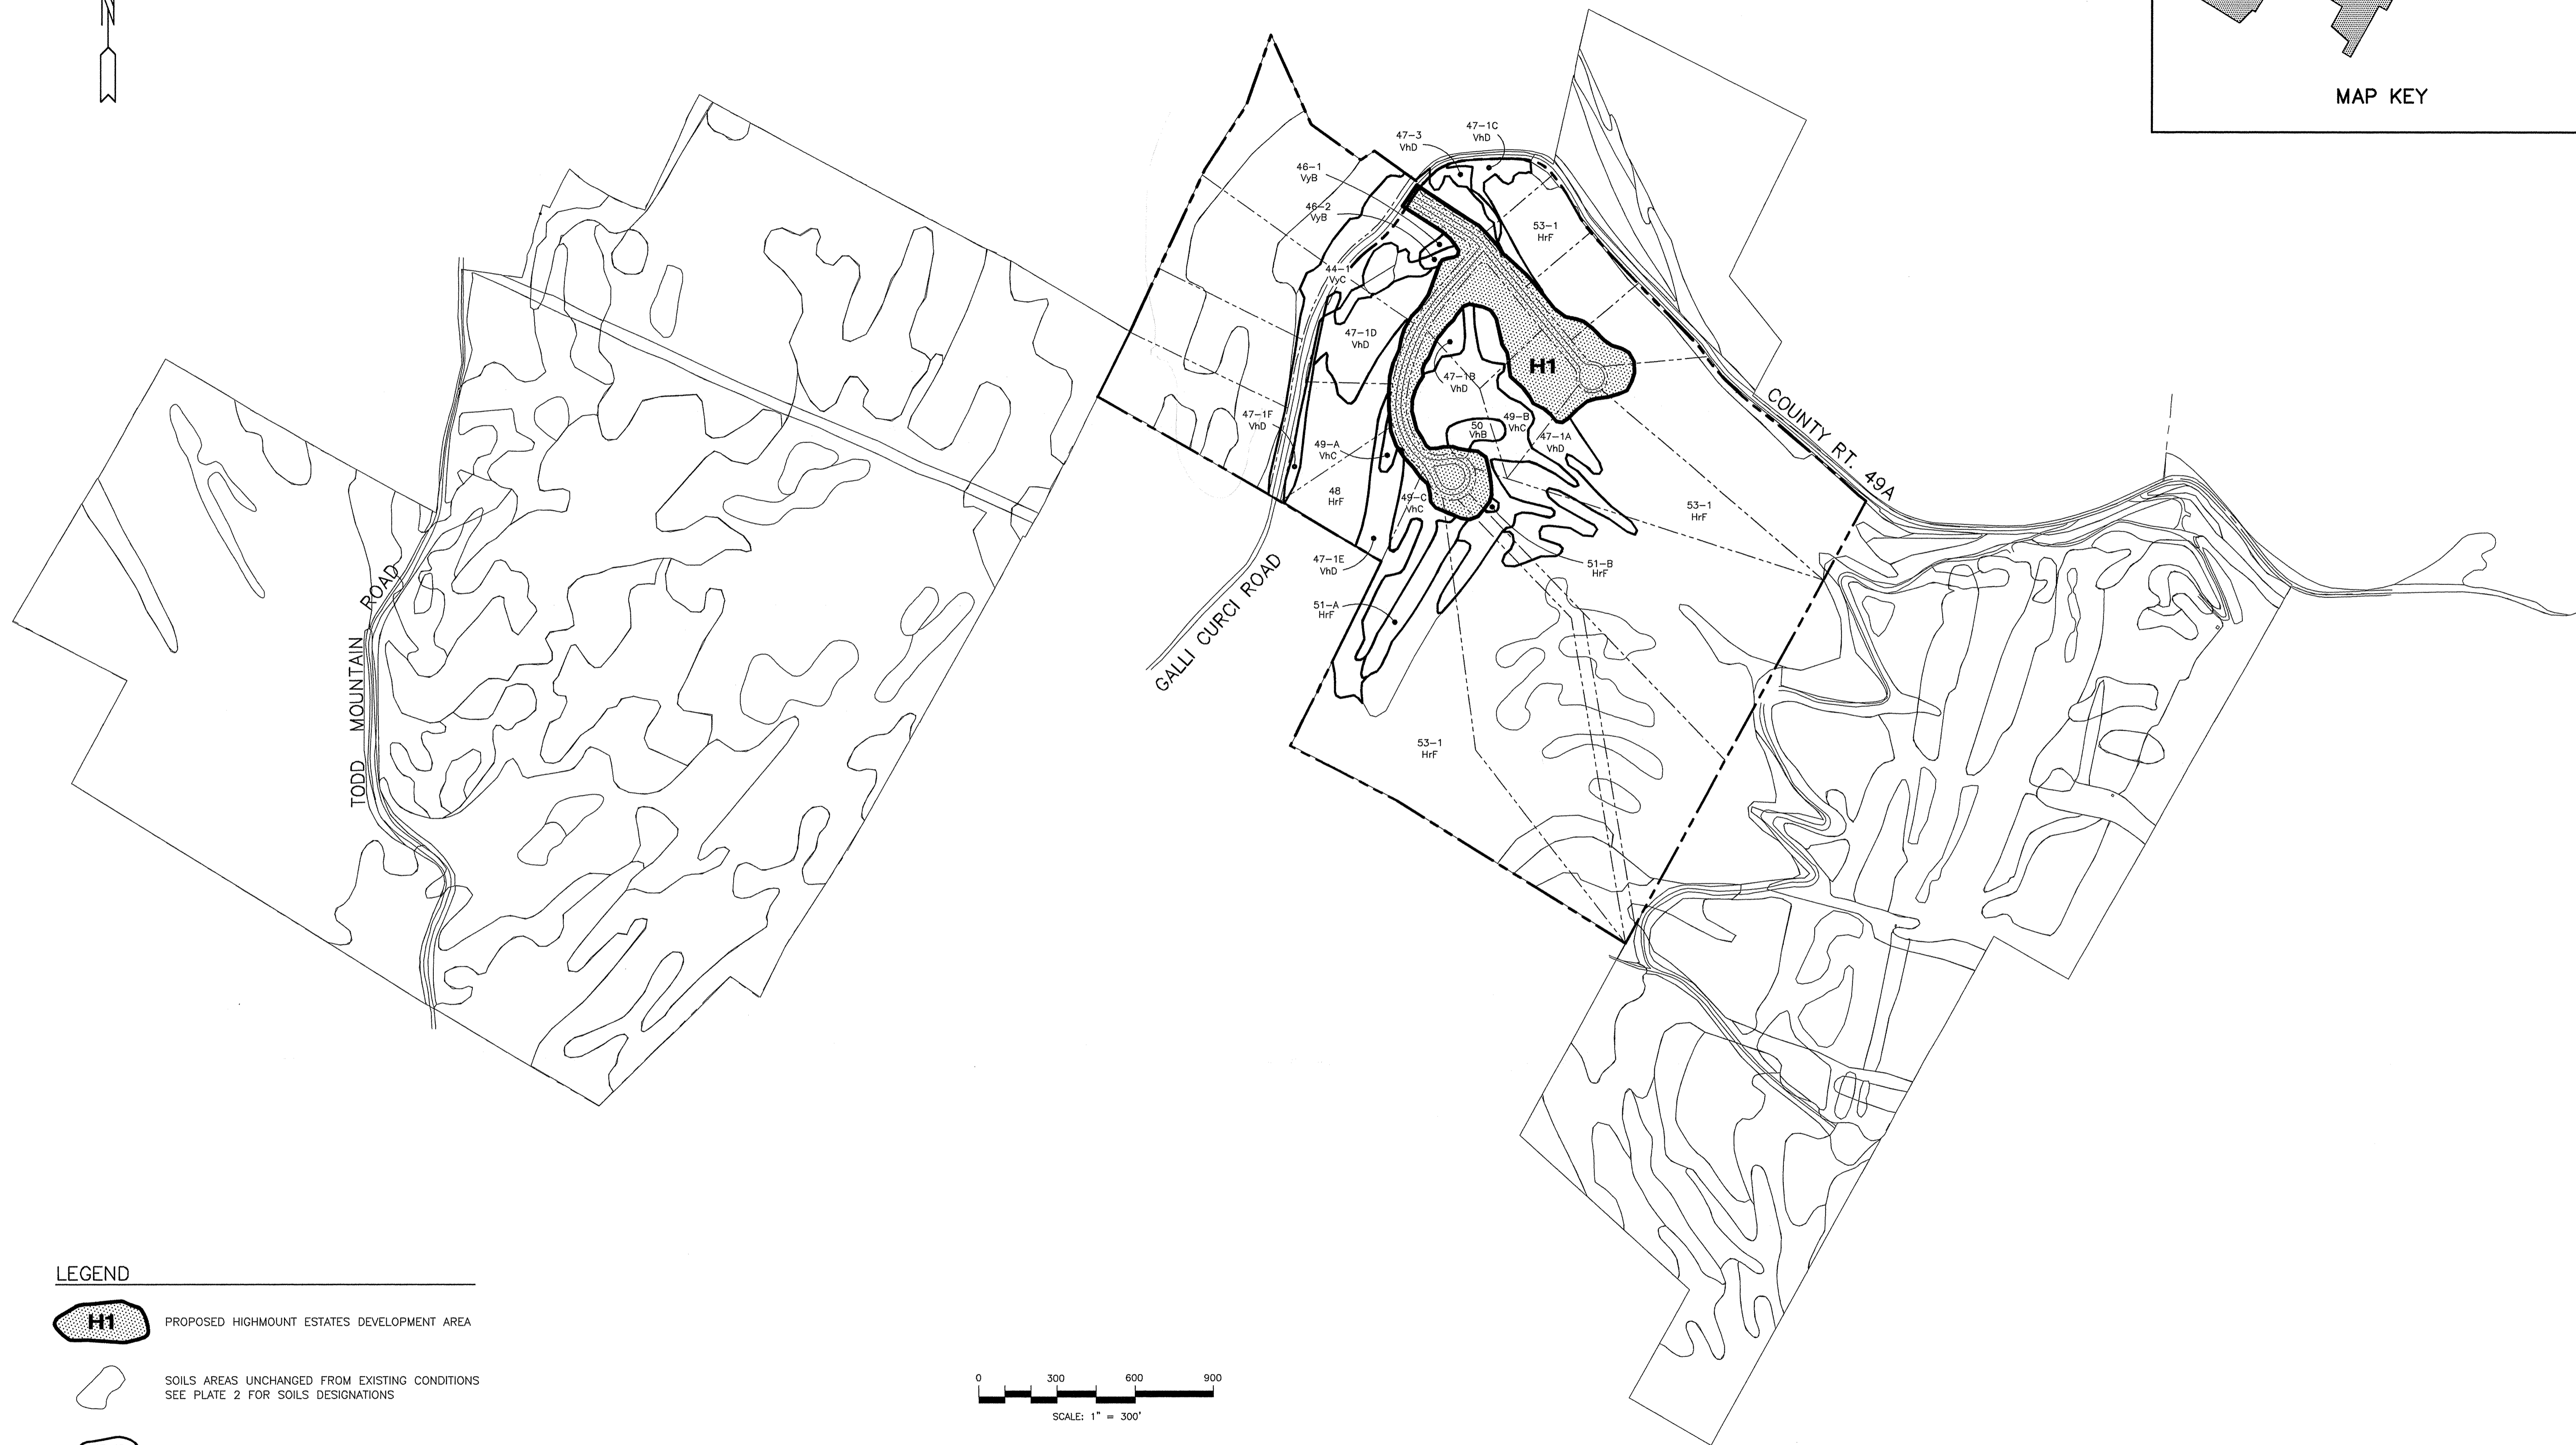 N
MAP KEY
47-1C
VhD
47-3
VhD
46-1
VyB
46-2
VyB
53-1
HrF
44-1
VyC
47-1D
VhD
H1
47-1B
VhD
COUNTY RT. 49A
47-1F
VhD
49-B
VhC
50
VhB
47-1A
VhD
49-A
VhC
48
HrF
49-C
VhC
53-1
HrF
47-1E
VhD
51-B
HrF
51-A
HrF
GALLI CURCI ROAD
TODD MOUNTAIN ROAD
53-1
HrF
LEGEND
H1
PROPOSED HIGHMOUNT ESTATES DEVELOPMENT AREA
SOILS AREAS UNCHANGED FROM EXISTING CONDITIONS
SEE PLATE 2 FOR SOILS DESIGNATIONS
0 300 600 900
SCALE: 1" = 300'